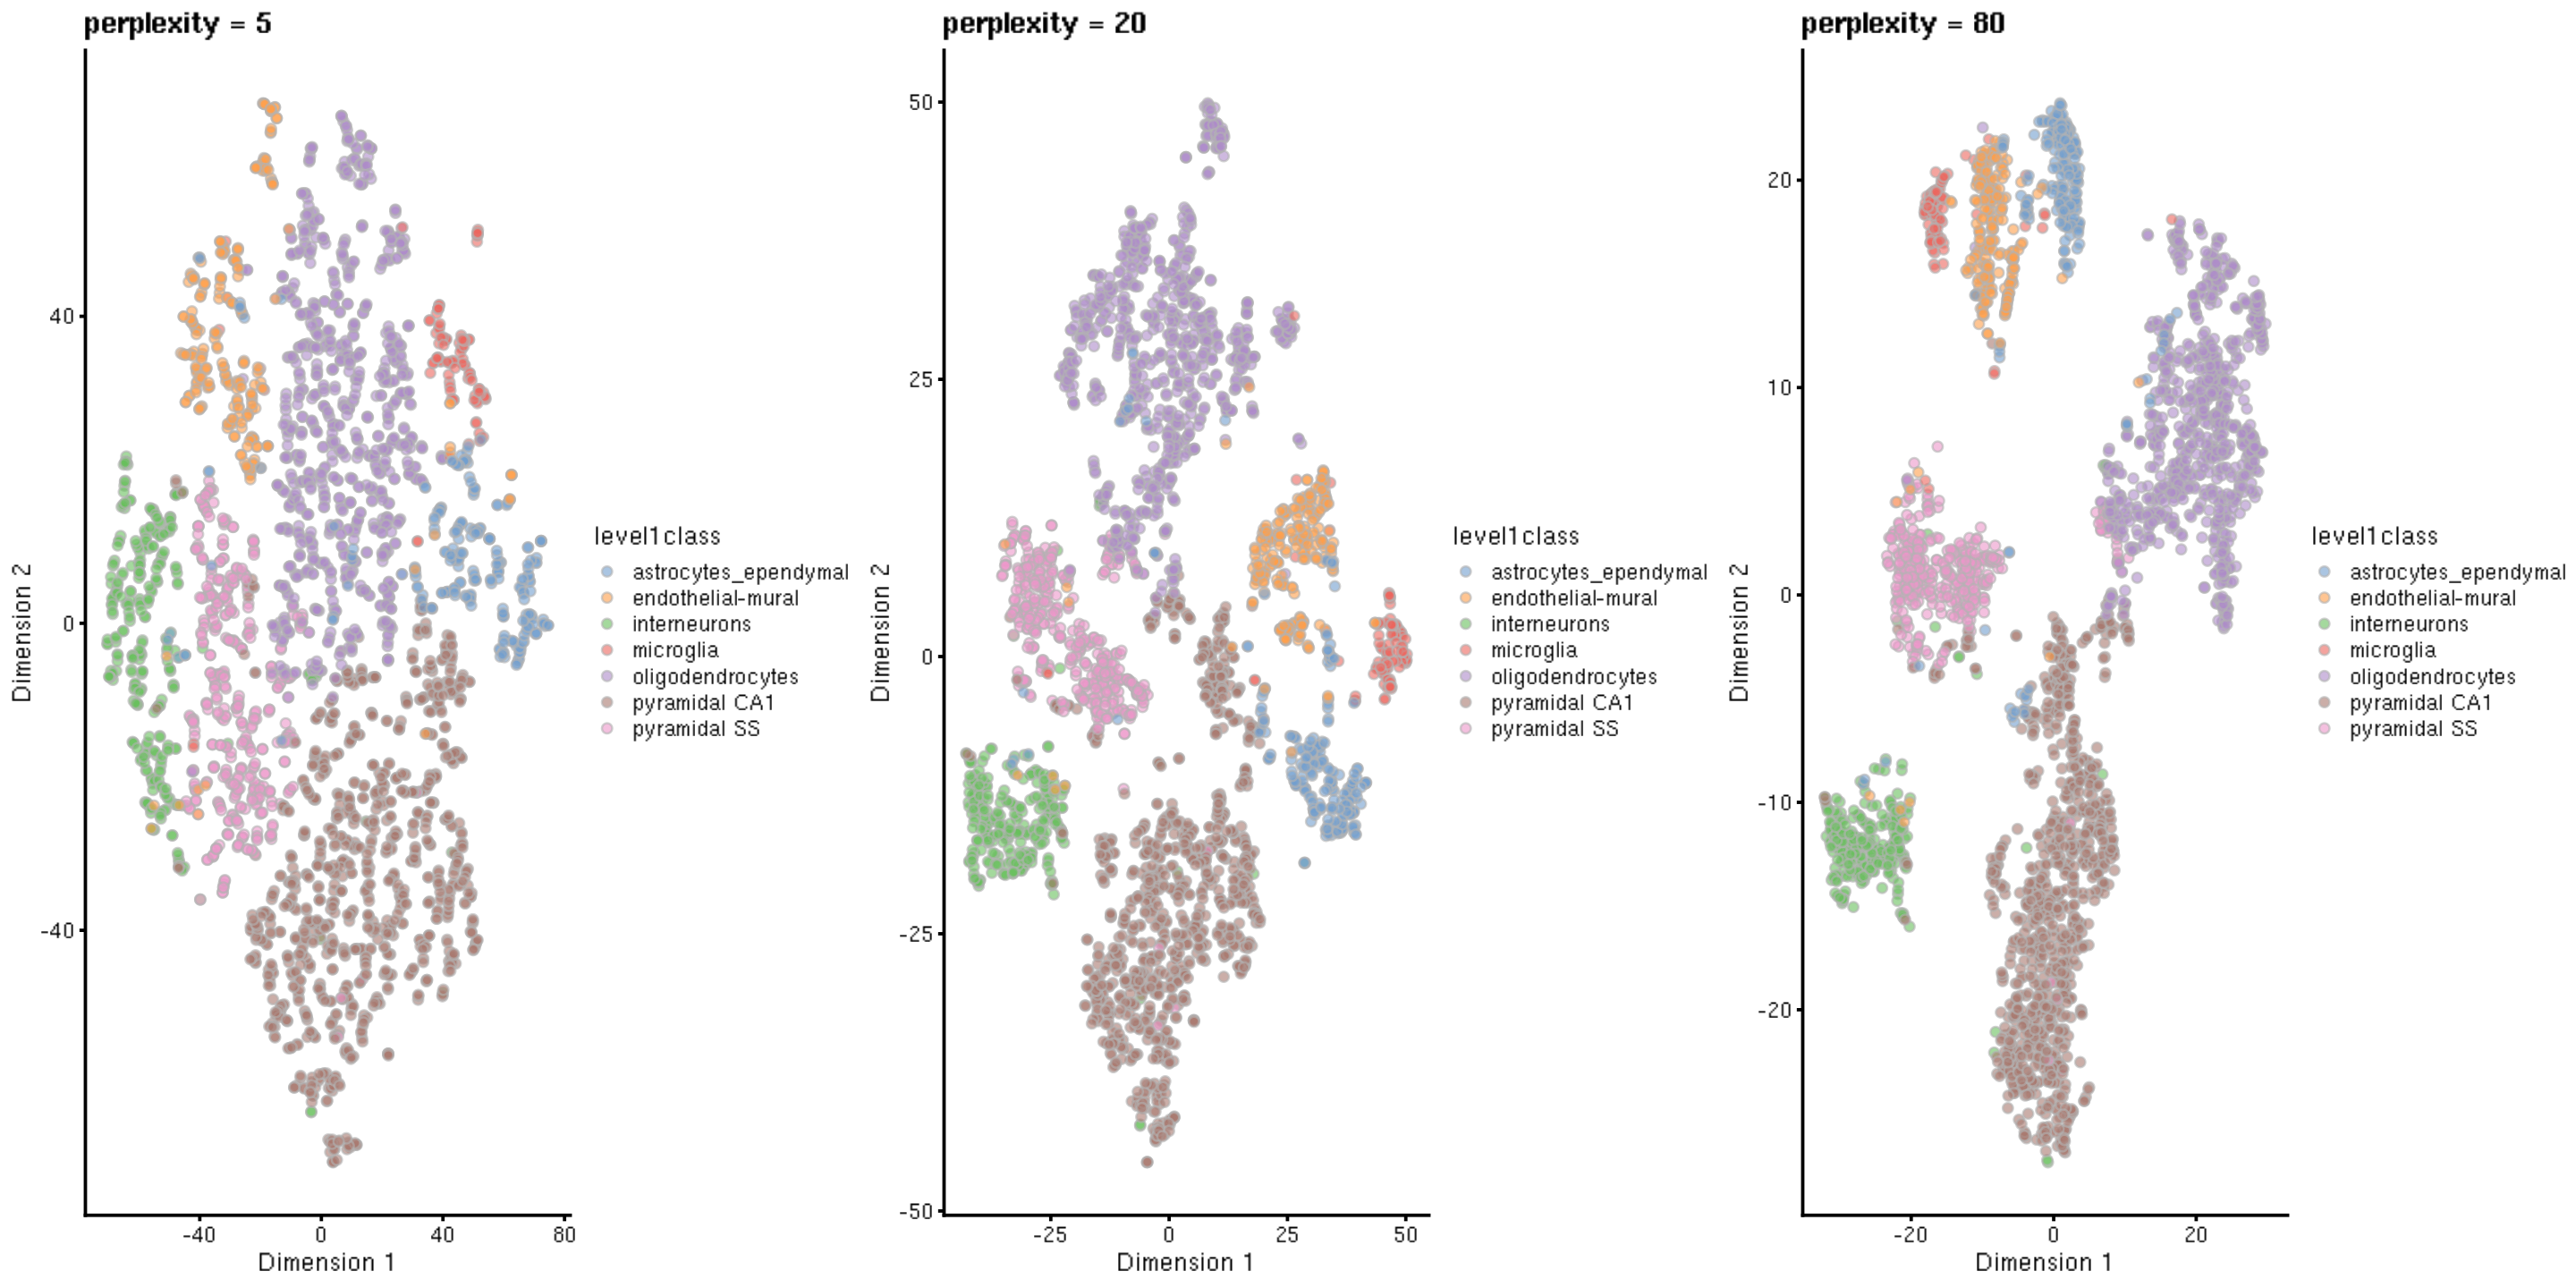 perplexity = 5
40
0
-40
Dimension 2
-40 0 40 80
Dimension 1
level1class
astrocytes_ependymal
endothelial-mural
interneurons
microglia
oligodendrocytes
pyramidal CA1
pyramidal SS
perplexity = 20
50
25
0
-25
-50
Dimension 2
-25 0 25 50
Dimension 1
level1class
astrocytes_ependymal
endothelial-mural
interneurons
microglia
oligodendrocytes
pyramidal CA1
pyramidal SS
perplexity = 80
20
10
0
-10
-20
Dimension 2
-20 0 20
Dimension 1
level1class
astrocytes_ependymal
endothelial-mural
interneurons
microglia
oligodendrocytes
pyramidal CA1
pyramidal SS